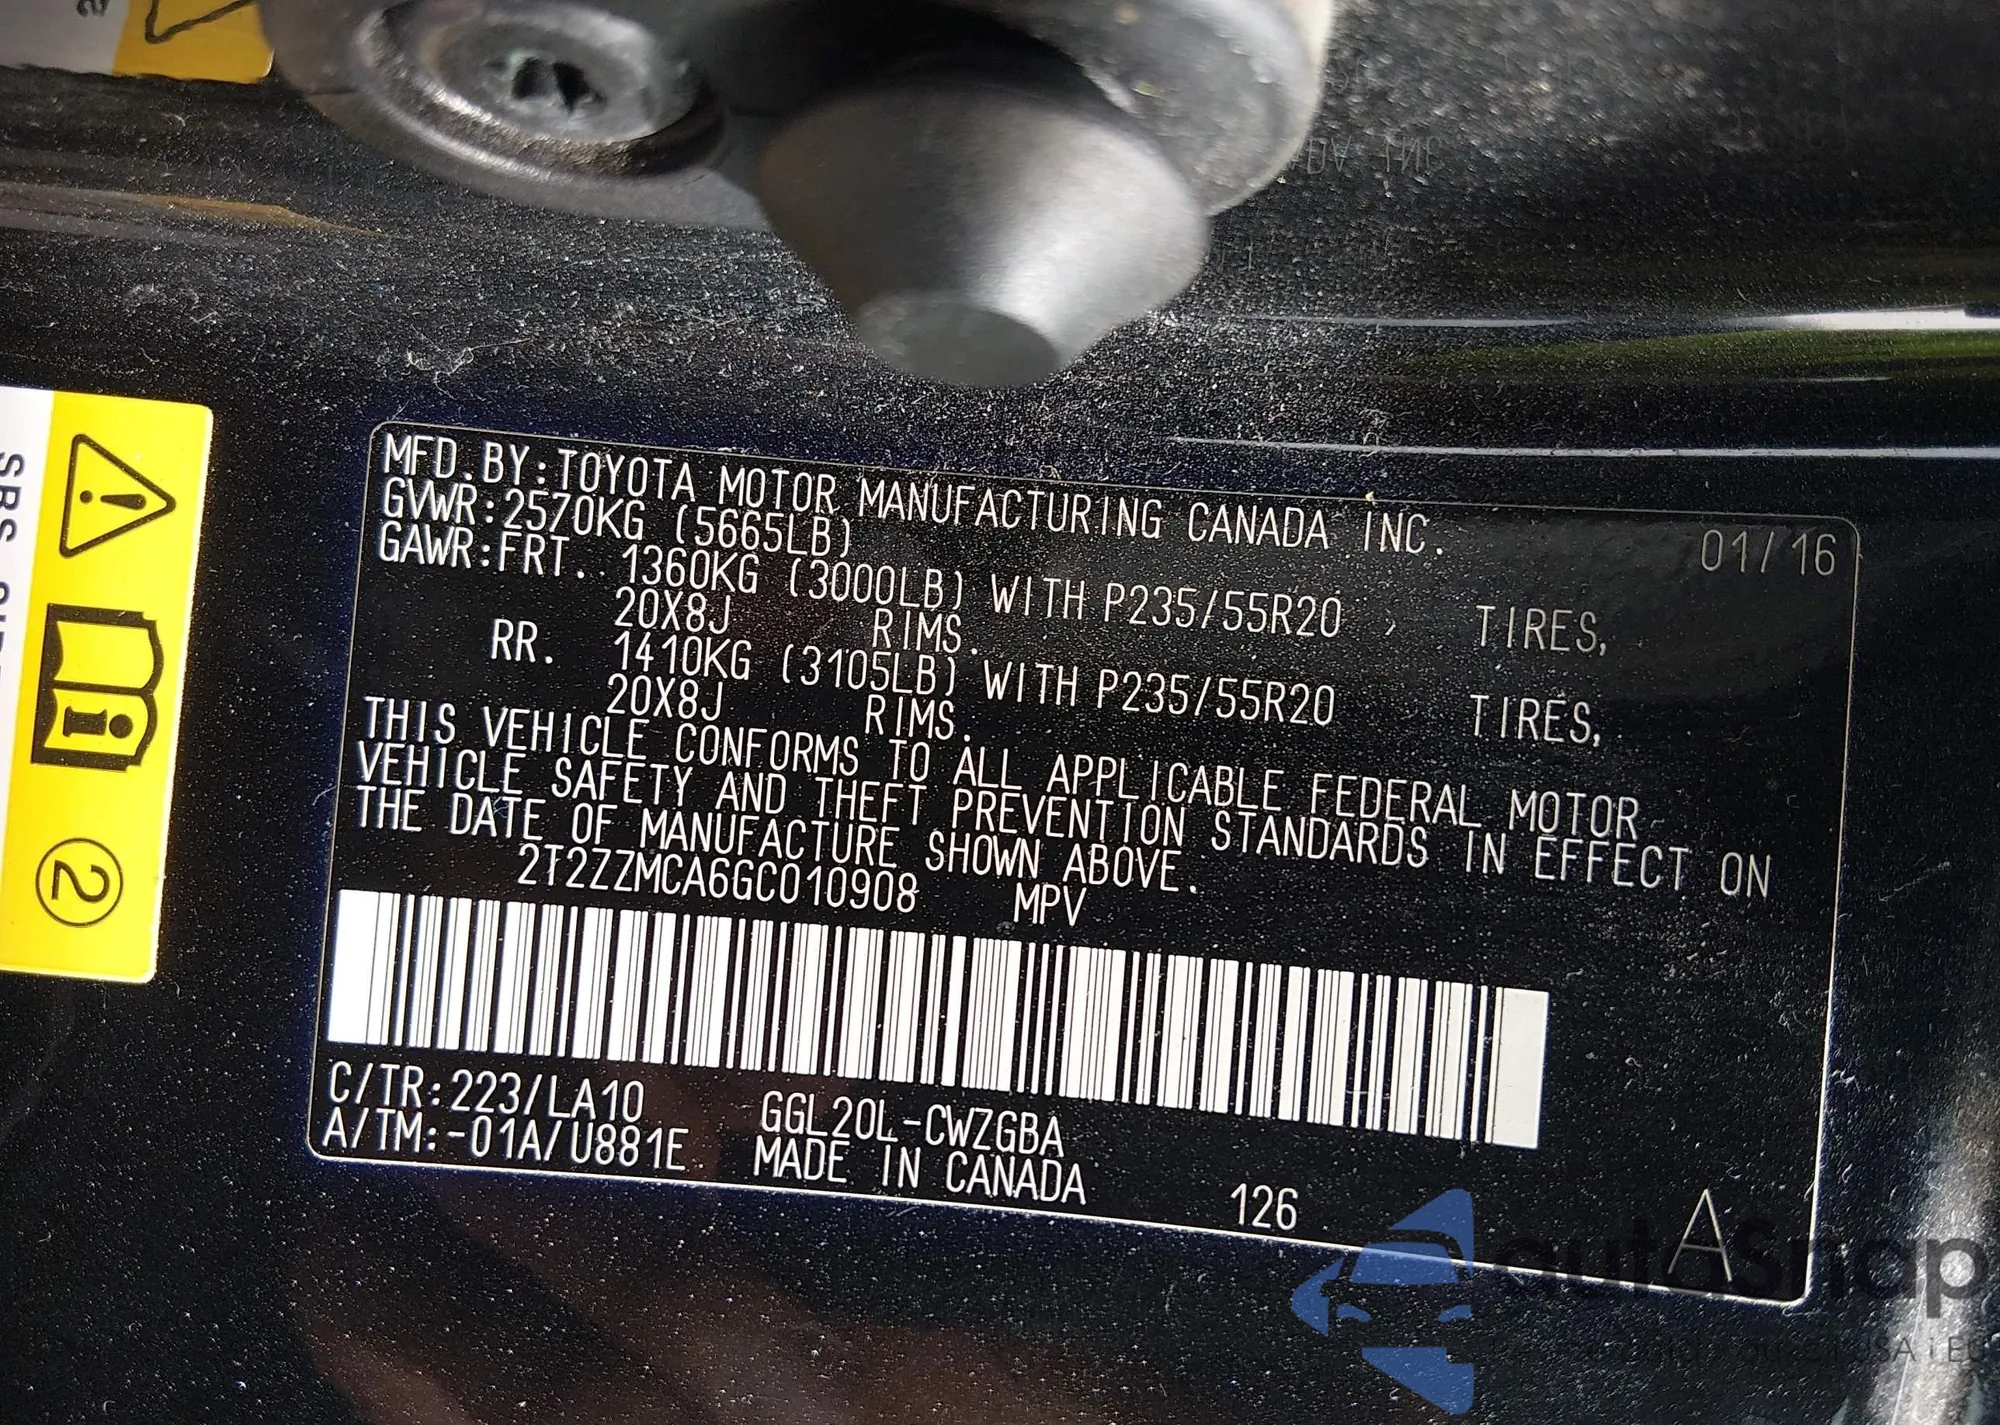 MFD. BY: TOYOTA MOTOR MANUFACTURING CANADA INC. 01/16
GVWR: 2570KG (5665LB)
GAWR: FRT. 1360KG (3000LB) WITH P235/55R20 , TIRES,
20X8J RIMS.
RR. 1410KG (3105LB) WITH P235/55R20 TIRES,
20X8J RIMS.
THIS VEHICLE CONFORMS TO ALL APPLICABLE FEDERAL MOTOR
VEHICLE SAFETY AND THEFT PREVENTION STANDARDS IN EFFECT ON
THE DATE OF MANUFACTURE SHOWN ABOVE.
2T2ZZMCA6GC010908 MPV
C/TR: 223/LA10 GGL20L-CWZGBA
A/TM: -01A/U881E MADE IN CANADA
126 A
SRS
2
autoSnap